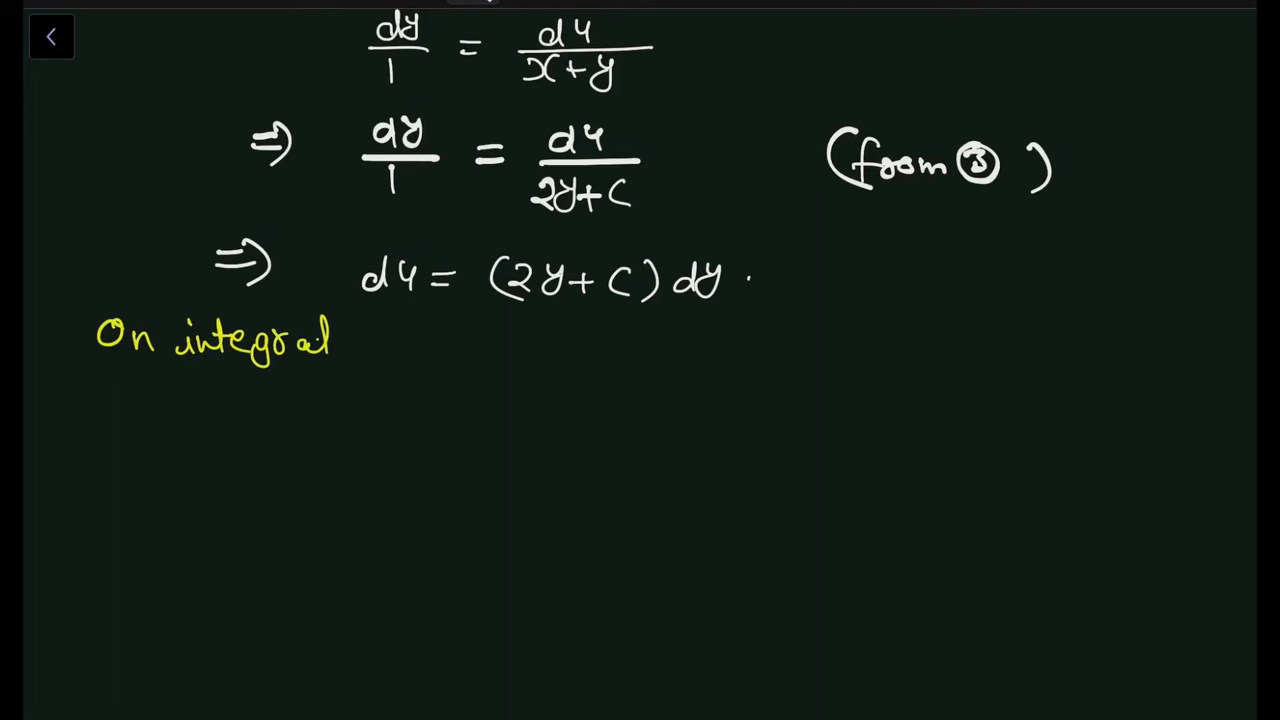 dy/1 = du/x+y
⇒ dy/1 = du/2y+c (from ③)
⇒ du = (2y+c) dy .
On integral